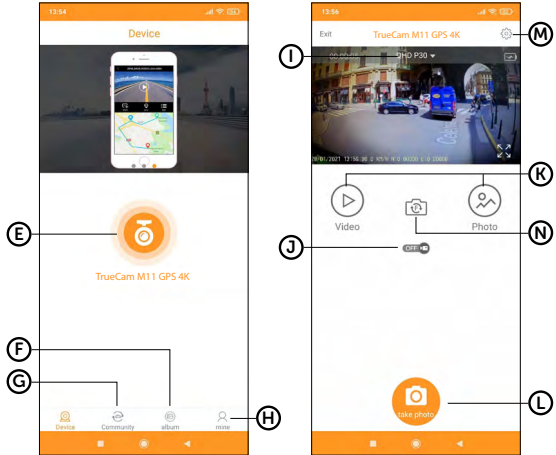 13:54
Device
TrueCam M11 GPS 4K
Device
Community
album
mine
E
F
G
H
13:56
Exit
TrueCam M11 GPS 4K
QHD P30
Video
Photo
OFF
take photo
I
J
K
L
M
N